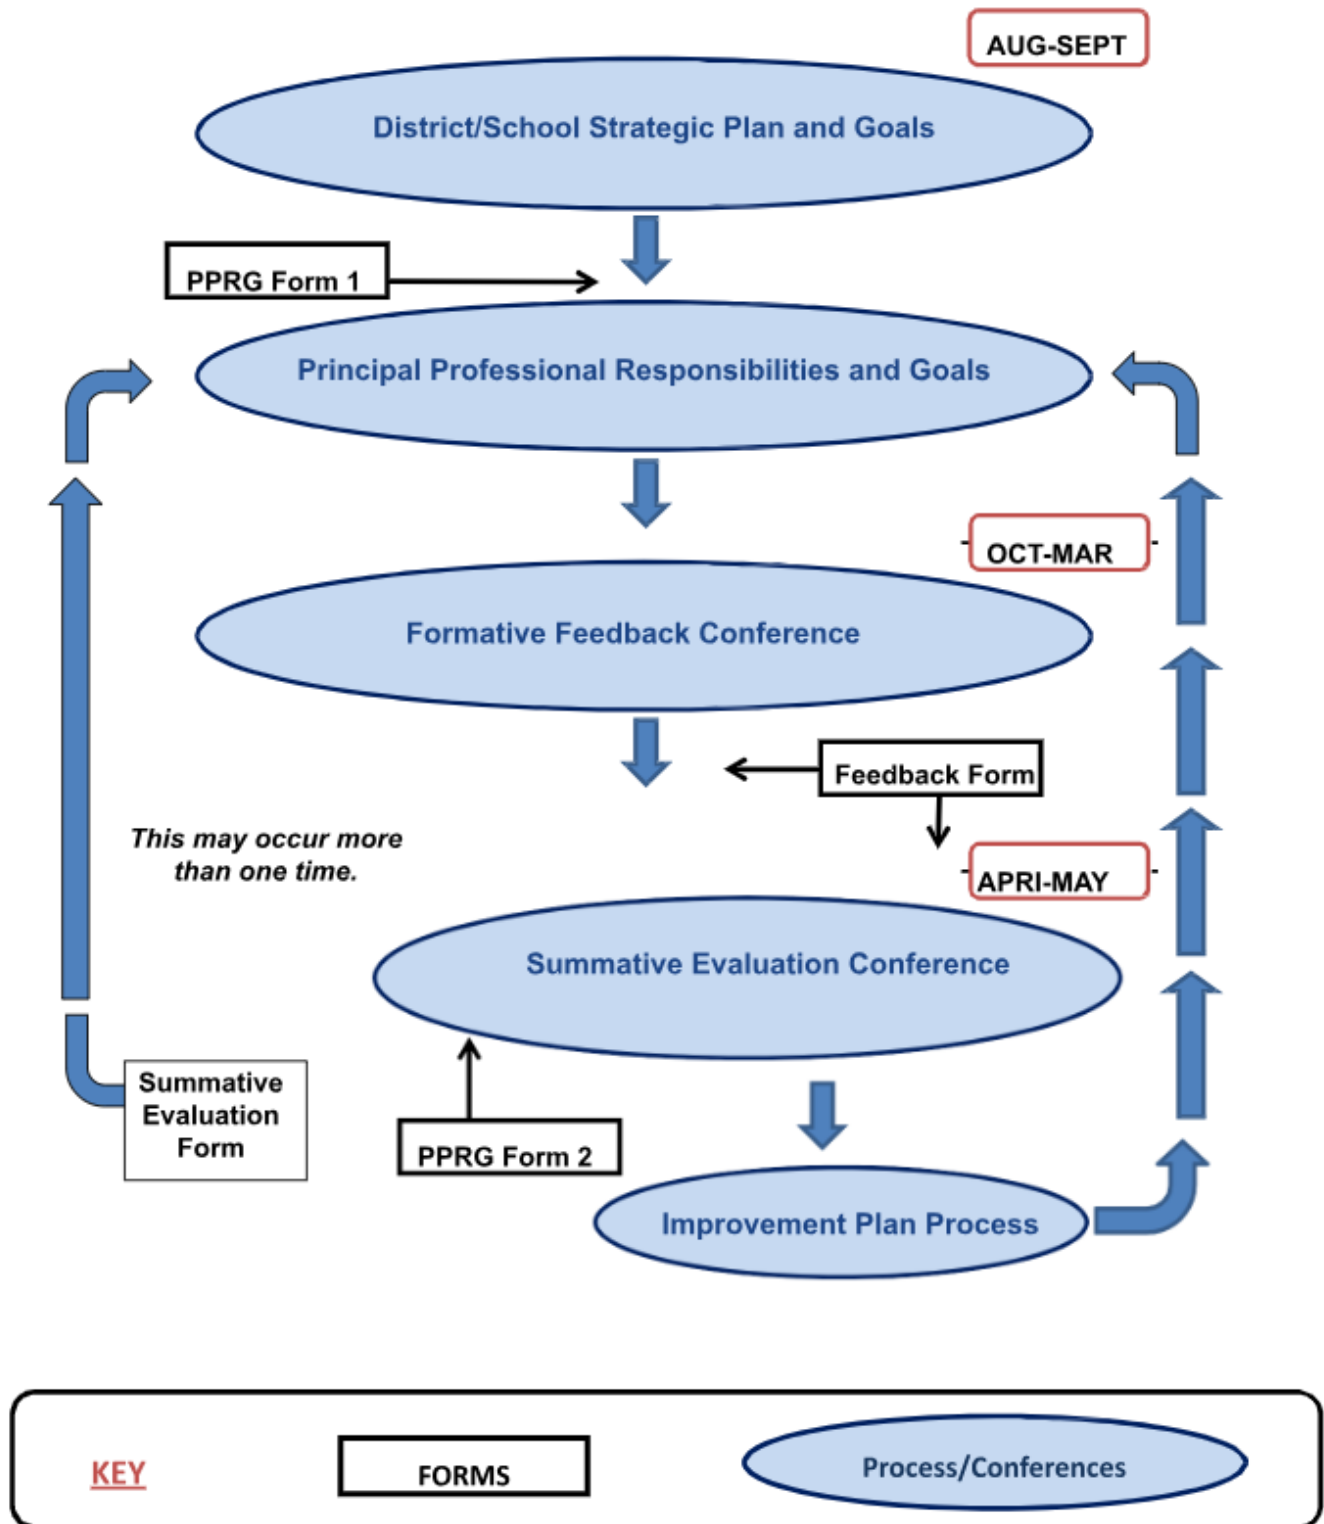 AUG-SEPT
District/School Strategic Plan and Goals
PPRG Form 1
Principal Professional Responsibilities and Goals
OCT-MAR
Formative Feedback Conference
Feedback Form
This may occur more
than one time.
APRI-MAY
Summative Evaluation Conference
Summative
Evaluation
Form
PPRG Form 2
Improvement Plan Process
KEY
FORMS
Process/Conferences